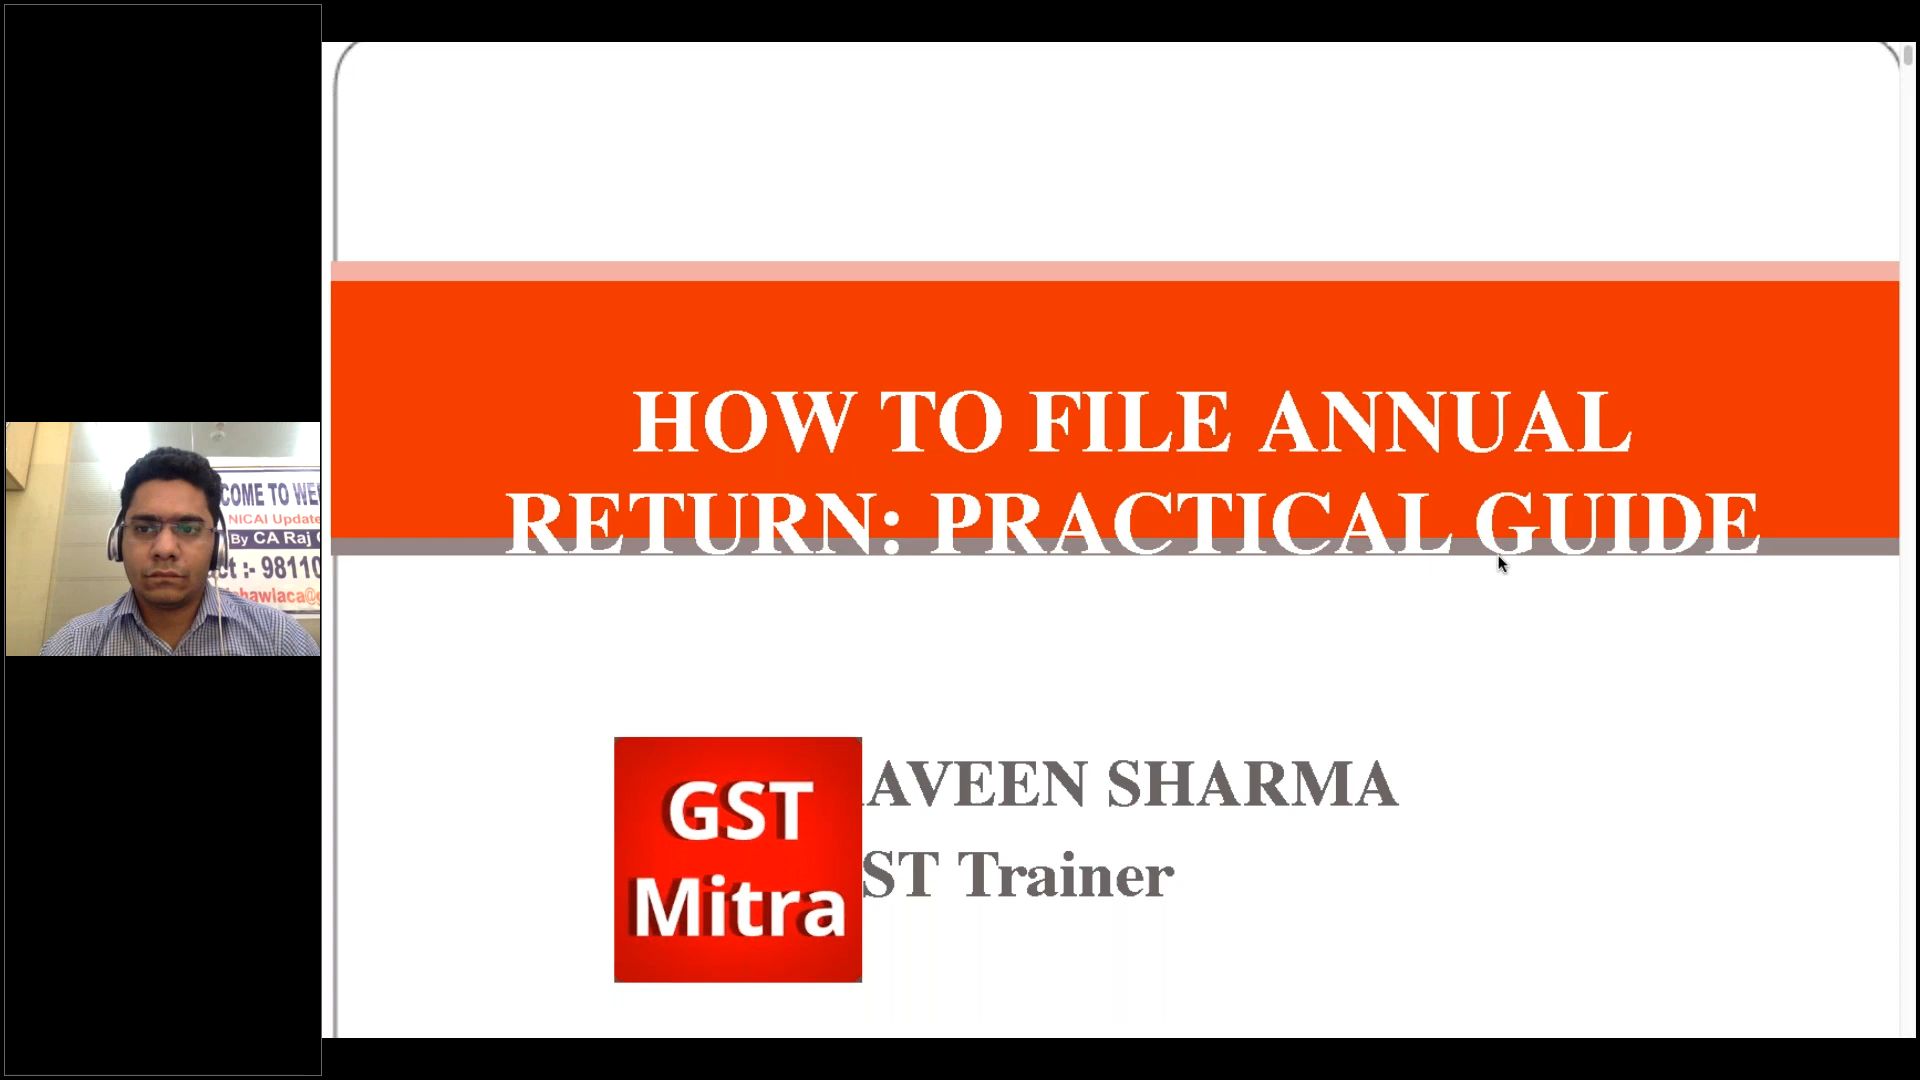 COME TO WE
NICAI Update
By CA Raj
ct :- 98110
hawlaca@g
HOW TO FILE ANNUAL
RETURN: PRACTICAL GUIDE
GST
Mitra
AVEEN SHARMA
ST Trainer